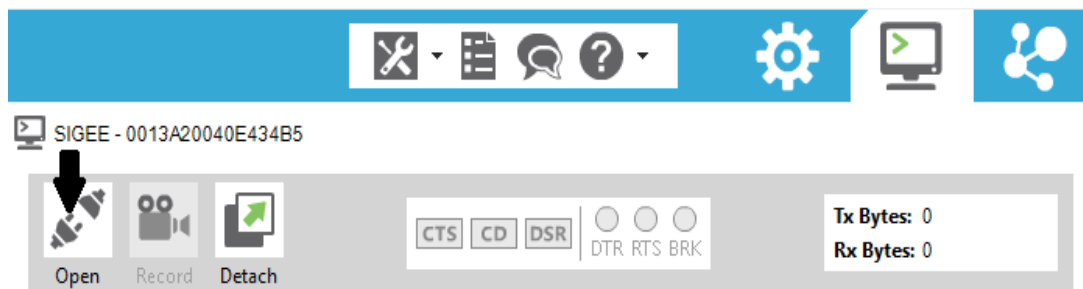 SIGEE - 0013A20040E434B5
CTS CD DSR
DTR RTS BRK
Tx Bytes: 0
Rx Bytes: 0
Open Record Detach